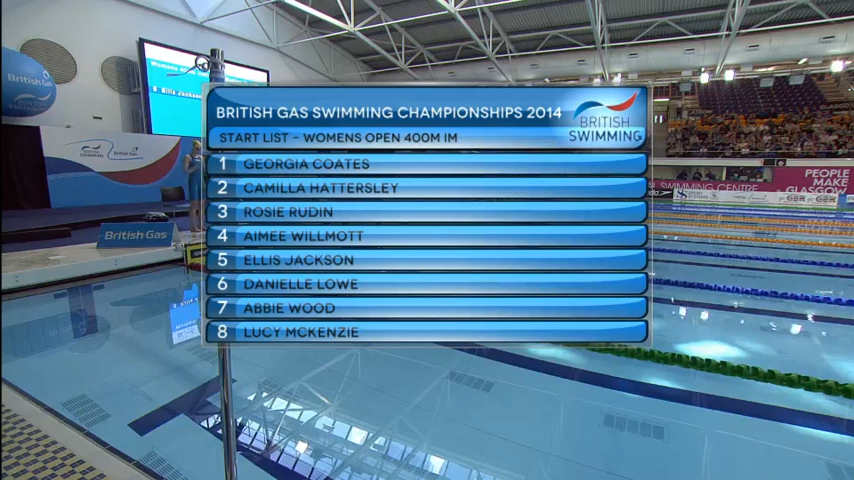 BRITISH GAS SWIMMING CHAMPIONSHIPS 2014
BRITISH
SWIMMING
START LIST - WOMENS OPEN 400M IM
1 GEORGIA COATES
2 CAMILLA HATTERSLEY
3 ROSIE RUDIN
4 AIMEE WILLMOTT
5 ELLIS JACKSON
6 DANIELLE LOWE
7 ABBIE WOOD
8 LUCY MCKENZIE
British Gas
British Gas
PEOPLE
MAKE
GLASGOW
SWIMMING CENTRE